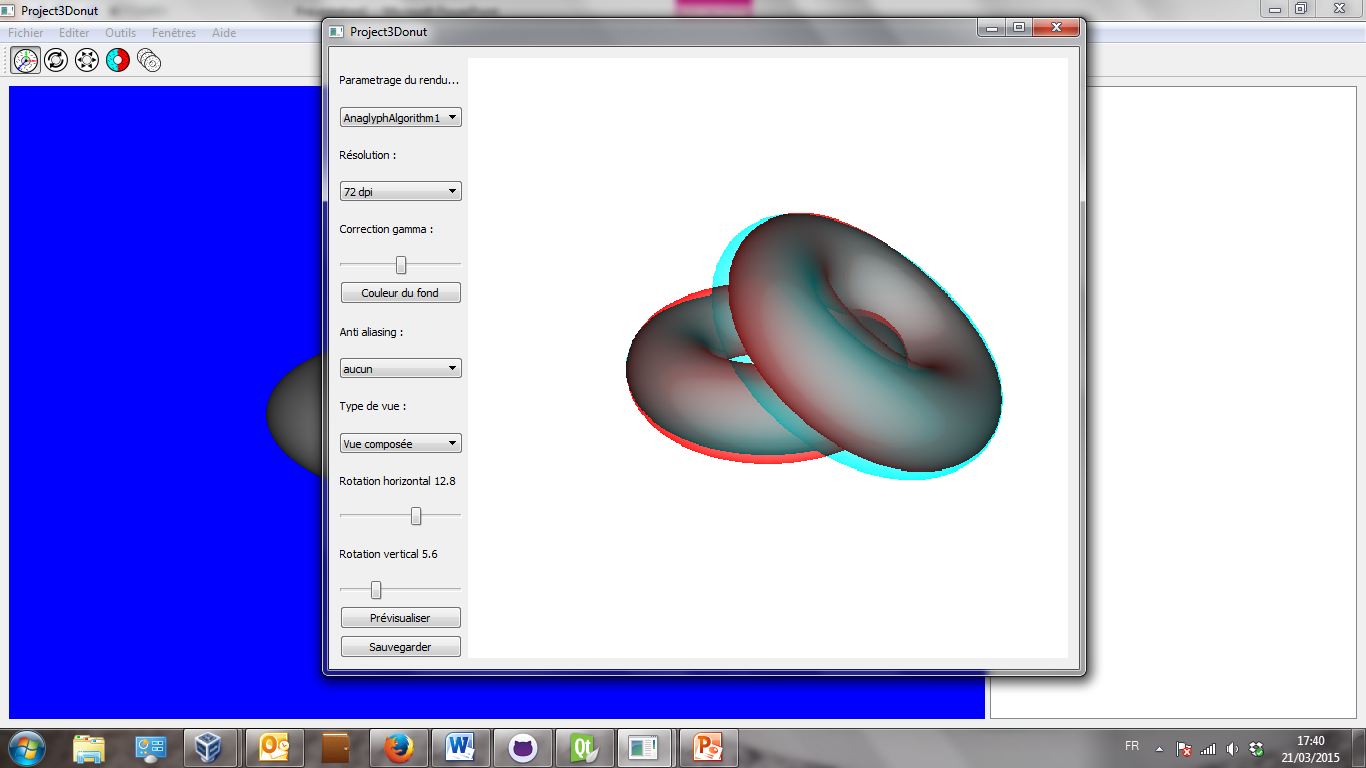 Project3Donut
Fichier Editer Outils Fenêtres Aide
Project3Donut
Parametrage du rendu...
AnaglyphAlgorithm1
Résolution :
72 dpi
Correction gamma :
Couleur du fond
Anti aliasing :
aucun
Type de vue :
Vue composée
Rotation horizontal 12.8
Rotation vertical 5.6
Prévisualiser
Sauvegarder
FR
17:40
21/03/2015